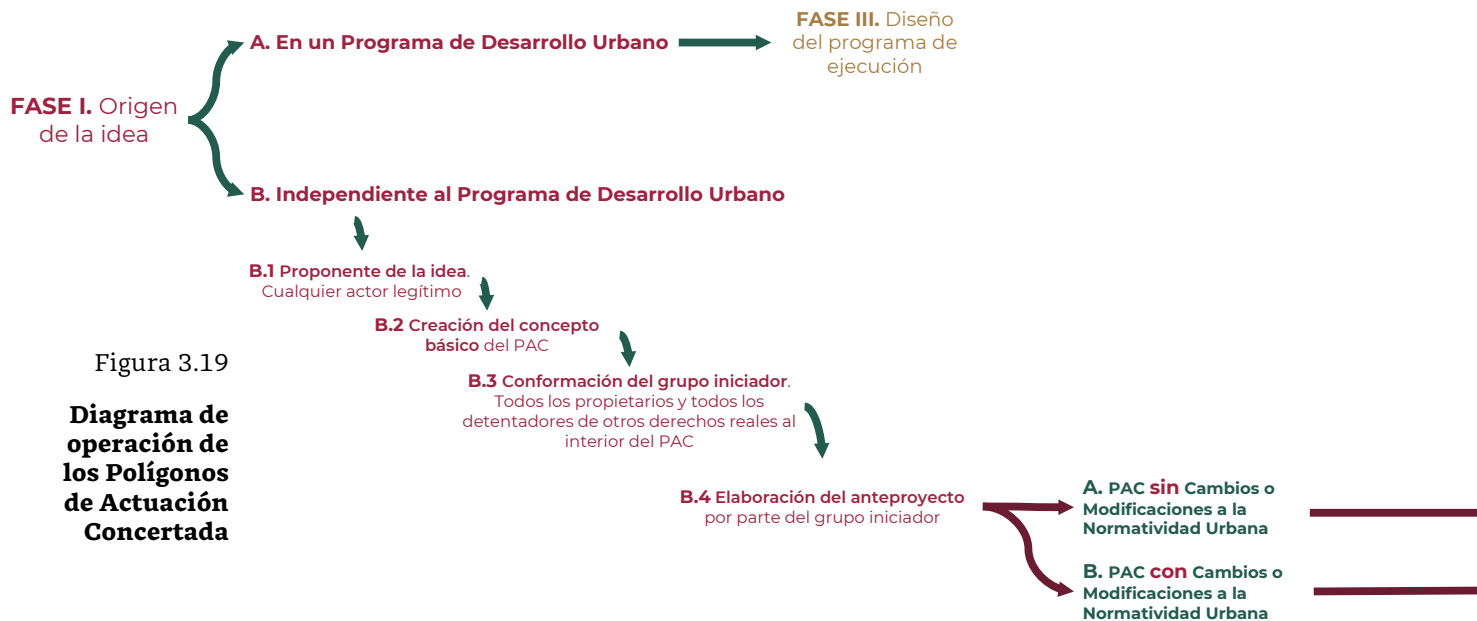 FASE I. Origen
de la idea
A. En un Programa de Desarrollo Urbano
FASE III. Diseño
del programa de
ejecución
B. Independiente al Programa de Desarrollo Urbano
B.1 Proponente de la idea.
Cualquier actor legítimo
B.2 Creación del concepto
básico del PAC
B.3 Conformación del grupo iniciador.
Todos los propietarios y todos los
detentadores de otros derechos reales al
interior del PAC
B.4 Elaboración del anteproyecto
por parte del grupo iniciador
A. PAC sin Cambios o
Modificaciones a la
Normatividad Urbana
B. PAC con Cambios o
Modificaciones a la
Normatividad Urbana
Figura 3.19
Diagrama de
operación de
los Polígonos
de Actuación
Concertada